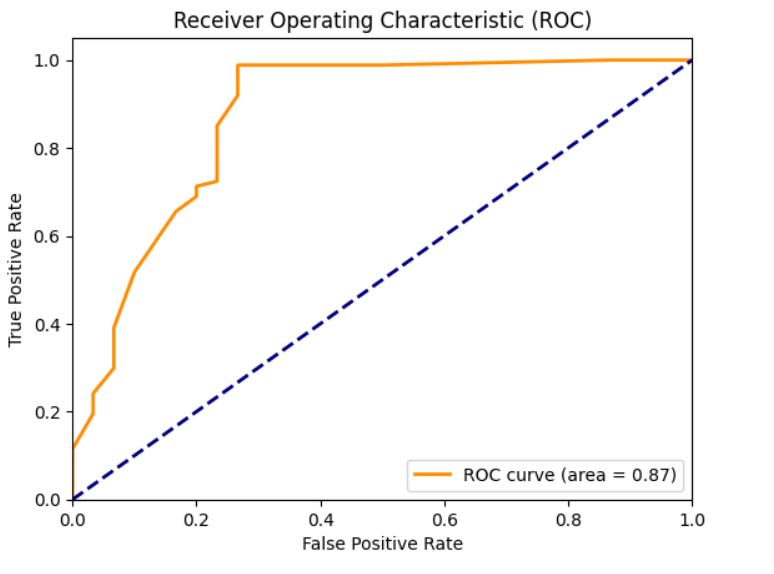 Receiver Operating Characteristic (ROC)
True Positive Rate
1.0
0.8
0.6
0.4
0.2
0.0
ROC curve (area = 0.87)
0.0 0.2 0.4 0.6 0.8 1.0
False Positive Rate